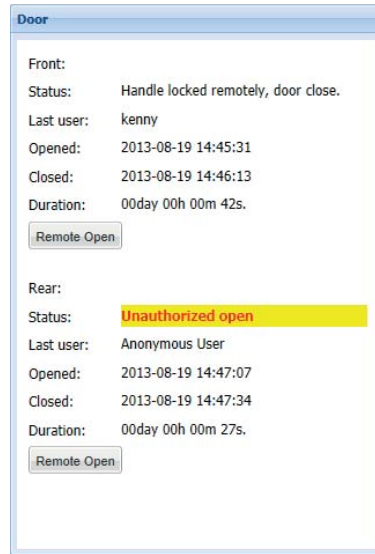 Door
Front:
Status: Handle locked remotely, door close.
Last user: kenny
Opened: 2013-08-19 14:45:31
Closed: 2013-08-19 14:46:13
Duration: 00day 00h 00m 42s.
Remote Open
Rear:
Status: Unauthorized open
Last user: Anonymous User
Opened: 2013-08-19 14:47:07
Closed: 2013-08-19 14:47:34
Duration: 00day 00h 00m 27s.
Remote Open